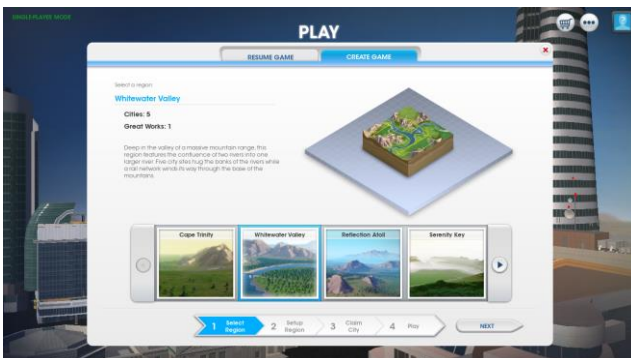 SINGLE-PLAYER MODE
PLAY
RESUME GAME
CREATE GAME
Select a region:
Whitewater Valley
Cities: 5
Great Works: 1
Deep in the valley of a massive mountain range, this
region features the confluence of two rivers into one
larger river. Five city sites hug the banks of the rivers while
a rail network winds its way through the base of the
mountains.
Cape Trinity
Whitewater Valley
Reflection Atoll
Serenity Key
1 Select Region
2 Setup Region
3 Claim City
4 Play
NEXT